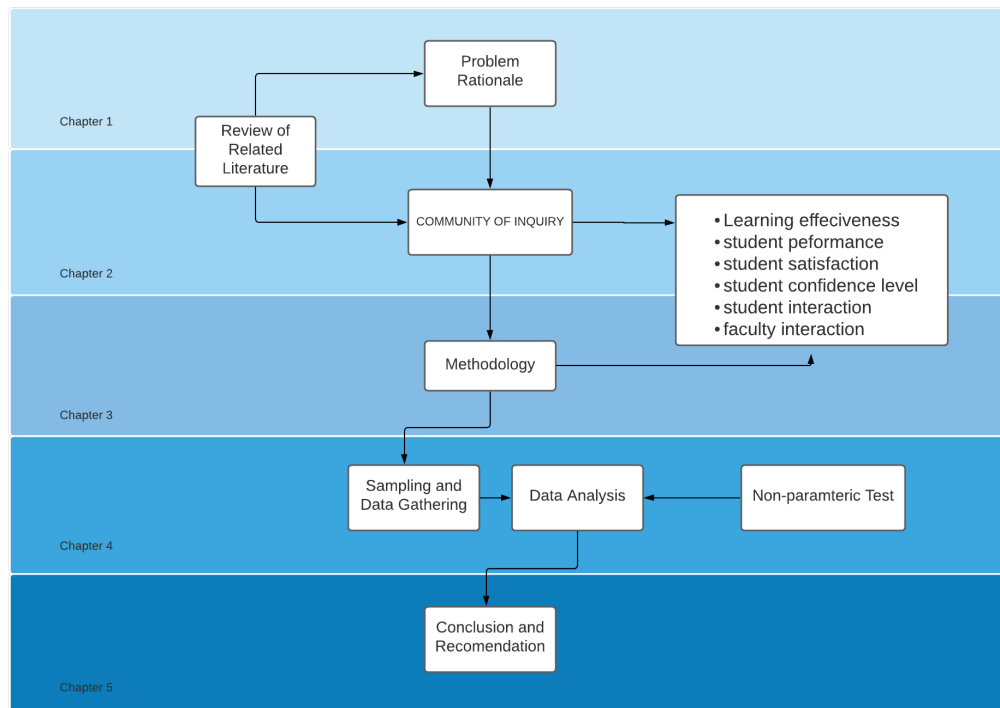 Problem
Rationale
Chapter 1
Review of
Related
Literature
COMMUNITY OF INQUIRY
• Learning effeciveness
• student peformance
• student satisfaction
• student confidence level
• student interaction
• faculty interaction
Chapter 2
Methodology
Chapter 3
Sampling and
Data Gathering
Data Analysis
Non-paramteric Test
Chapter 4
Conclusion and
Recomendation
Chapter 5